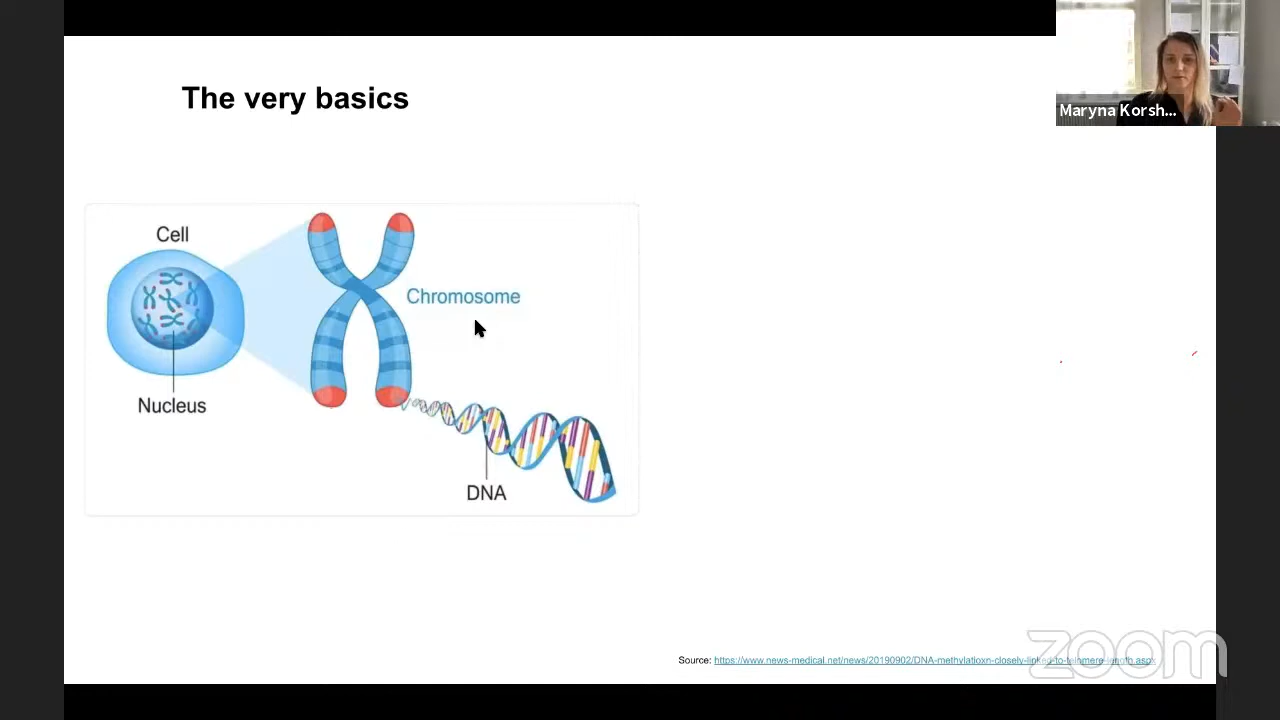 The very basics
Maryna Korsh...
Cell
Chromosome
Nucleus
DNA
Source: https://www.news-medical.net/news/20190902/DNA-methylatioxn-closely-linked-to-telomere-length.aspx
zoom